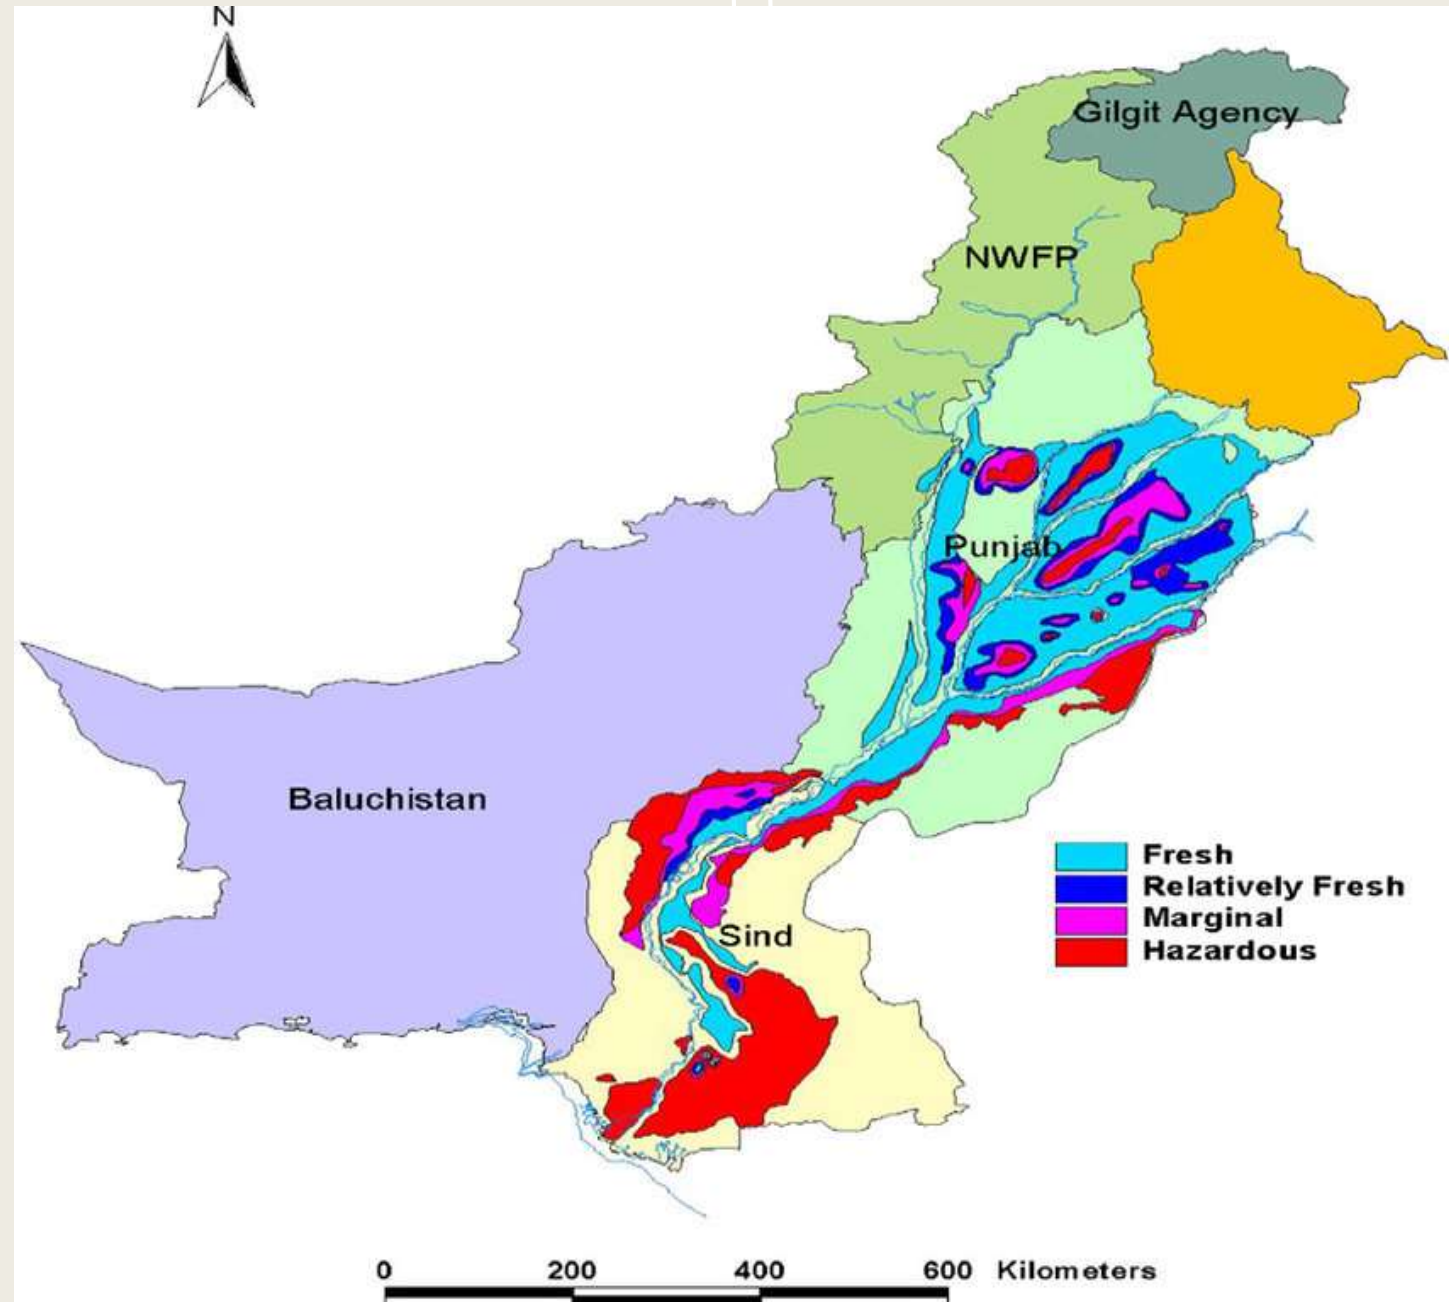 N
Gilgit Agency
NWFP
Punjab
Baluchistan
Fresh
Relatively Fresh
Marginal
Hazardous
Sind
0 200 400 600 Kilometers